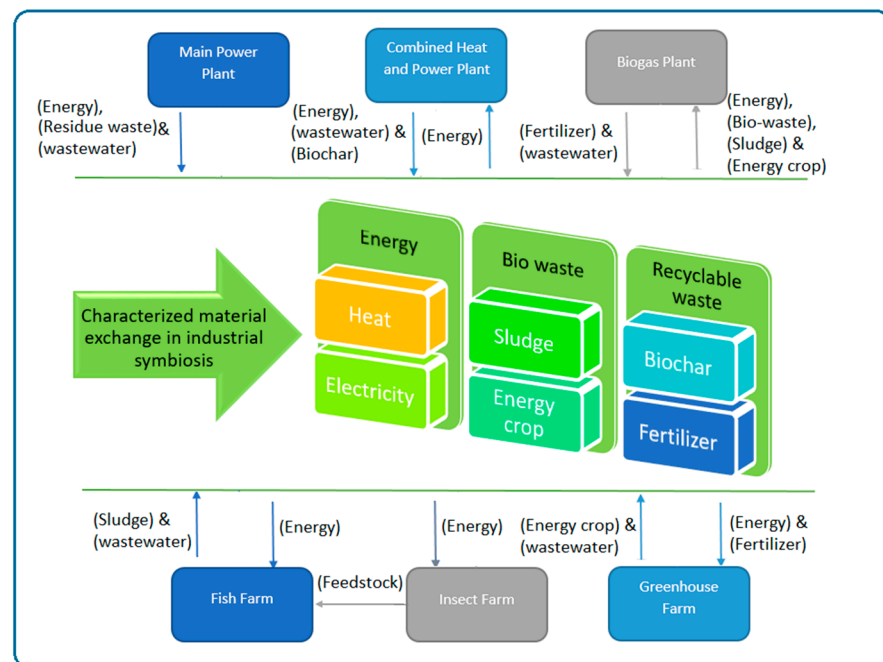 Main Power
Plant
Combined Heat
and Power Plant
Biogas Plant
(Energy),
(Residue waste)&
(wastewater)
(Energy),
(wastewater) &
(Biochar)
(Energy)
(Fertilizer) &
(wastewater)
(Energy),
(Bio-waste),
(Sludge) &
(Energy crop)
Characterized material
exchange in industrial
symbiosis
Energy
Heat
Electricity
Bio waste
Sludge
Energy
crop
Recyclable
waste
Biochar
Fertilizer
(Sludge) &
(wastewater)
(Energy)
(Energy)
(Energy crop) &
(wastewater)
(Energy) &
(Fertilizer)
Fish Farm
(Feedstock)
Insect Farm
Greenhouse
Farm